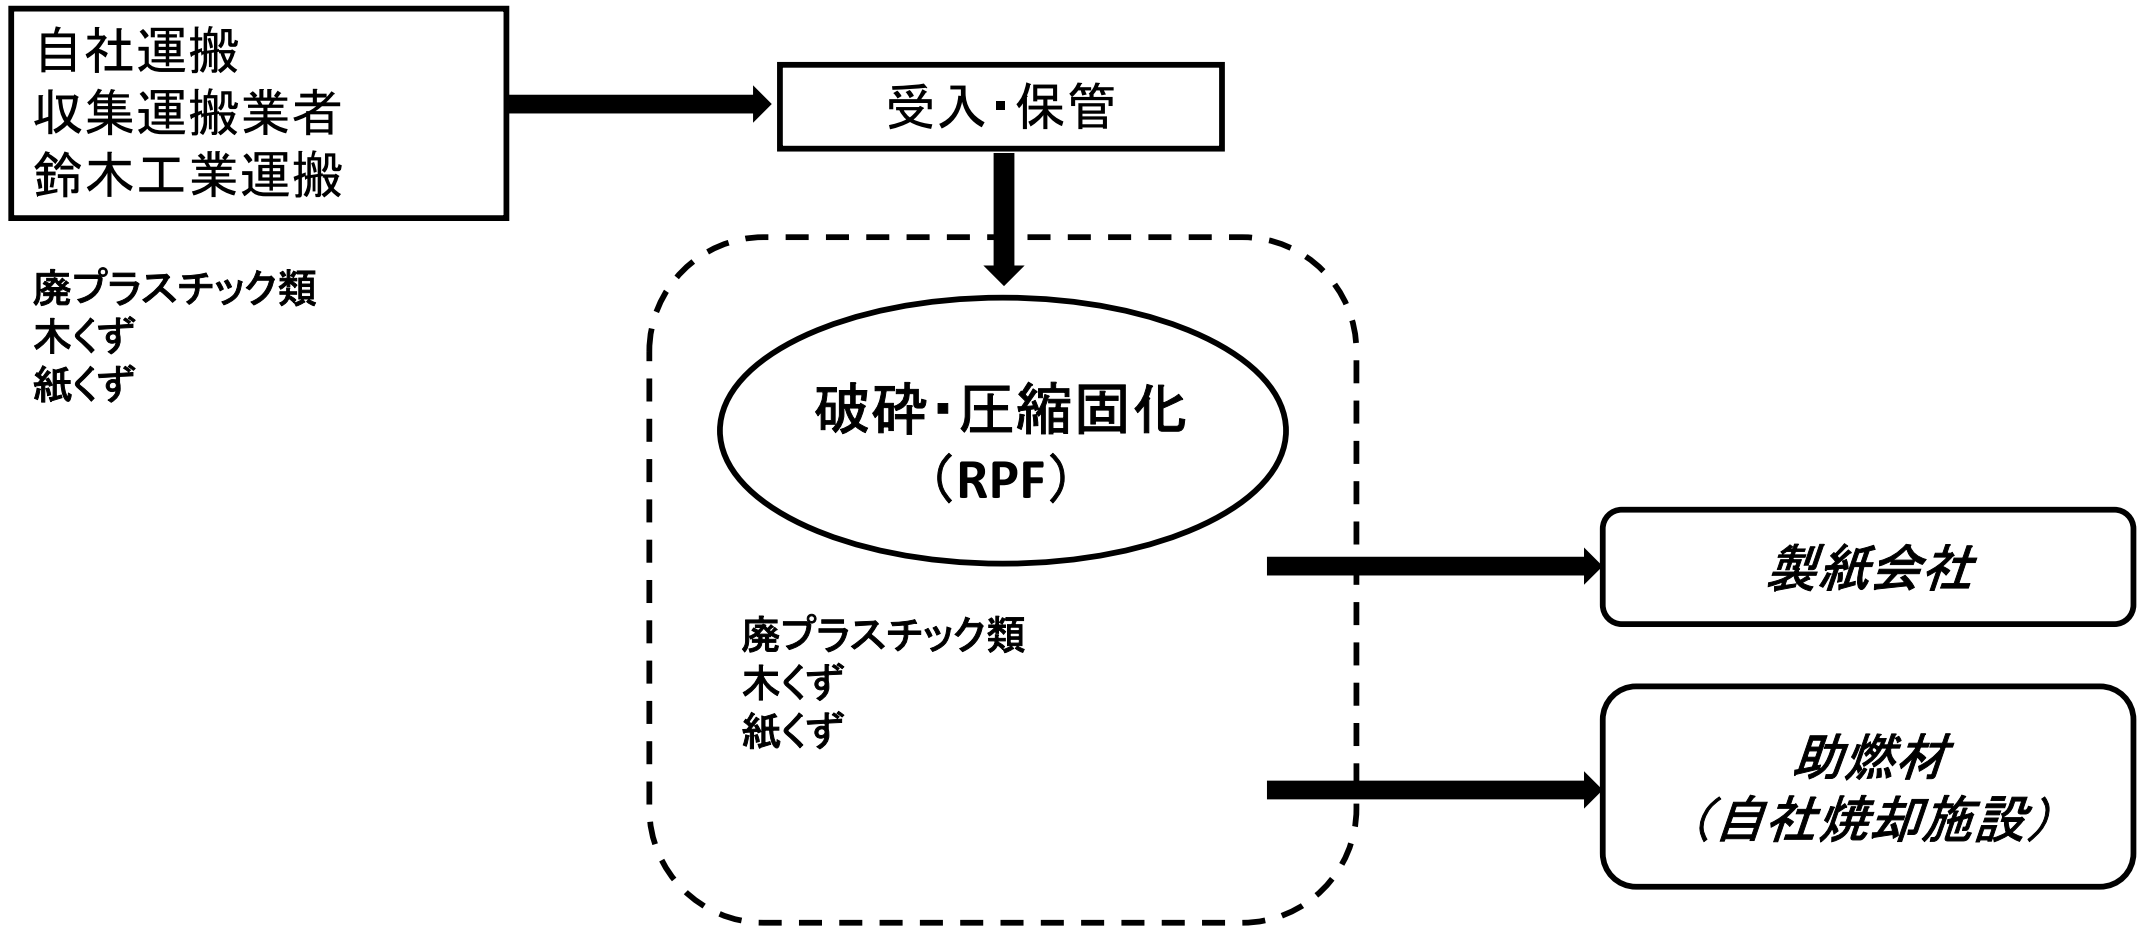 自社運搬
収集運搬業者
鈴木工業運搬
受入・保管
廃プラスチック類
木くず
紙くず
破砕・圧縮固化
（RPF）
廃プラスチック類
木くず
紙くず
製紙会社
助燃材
（自社焼却施設）